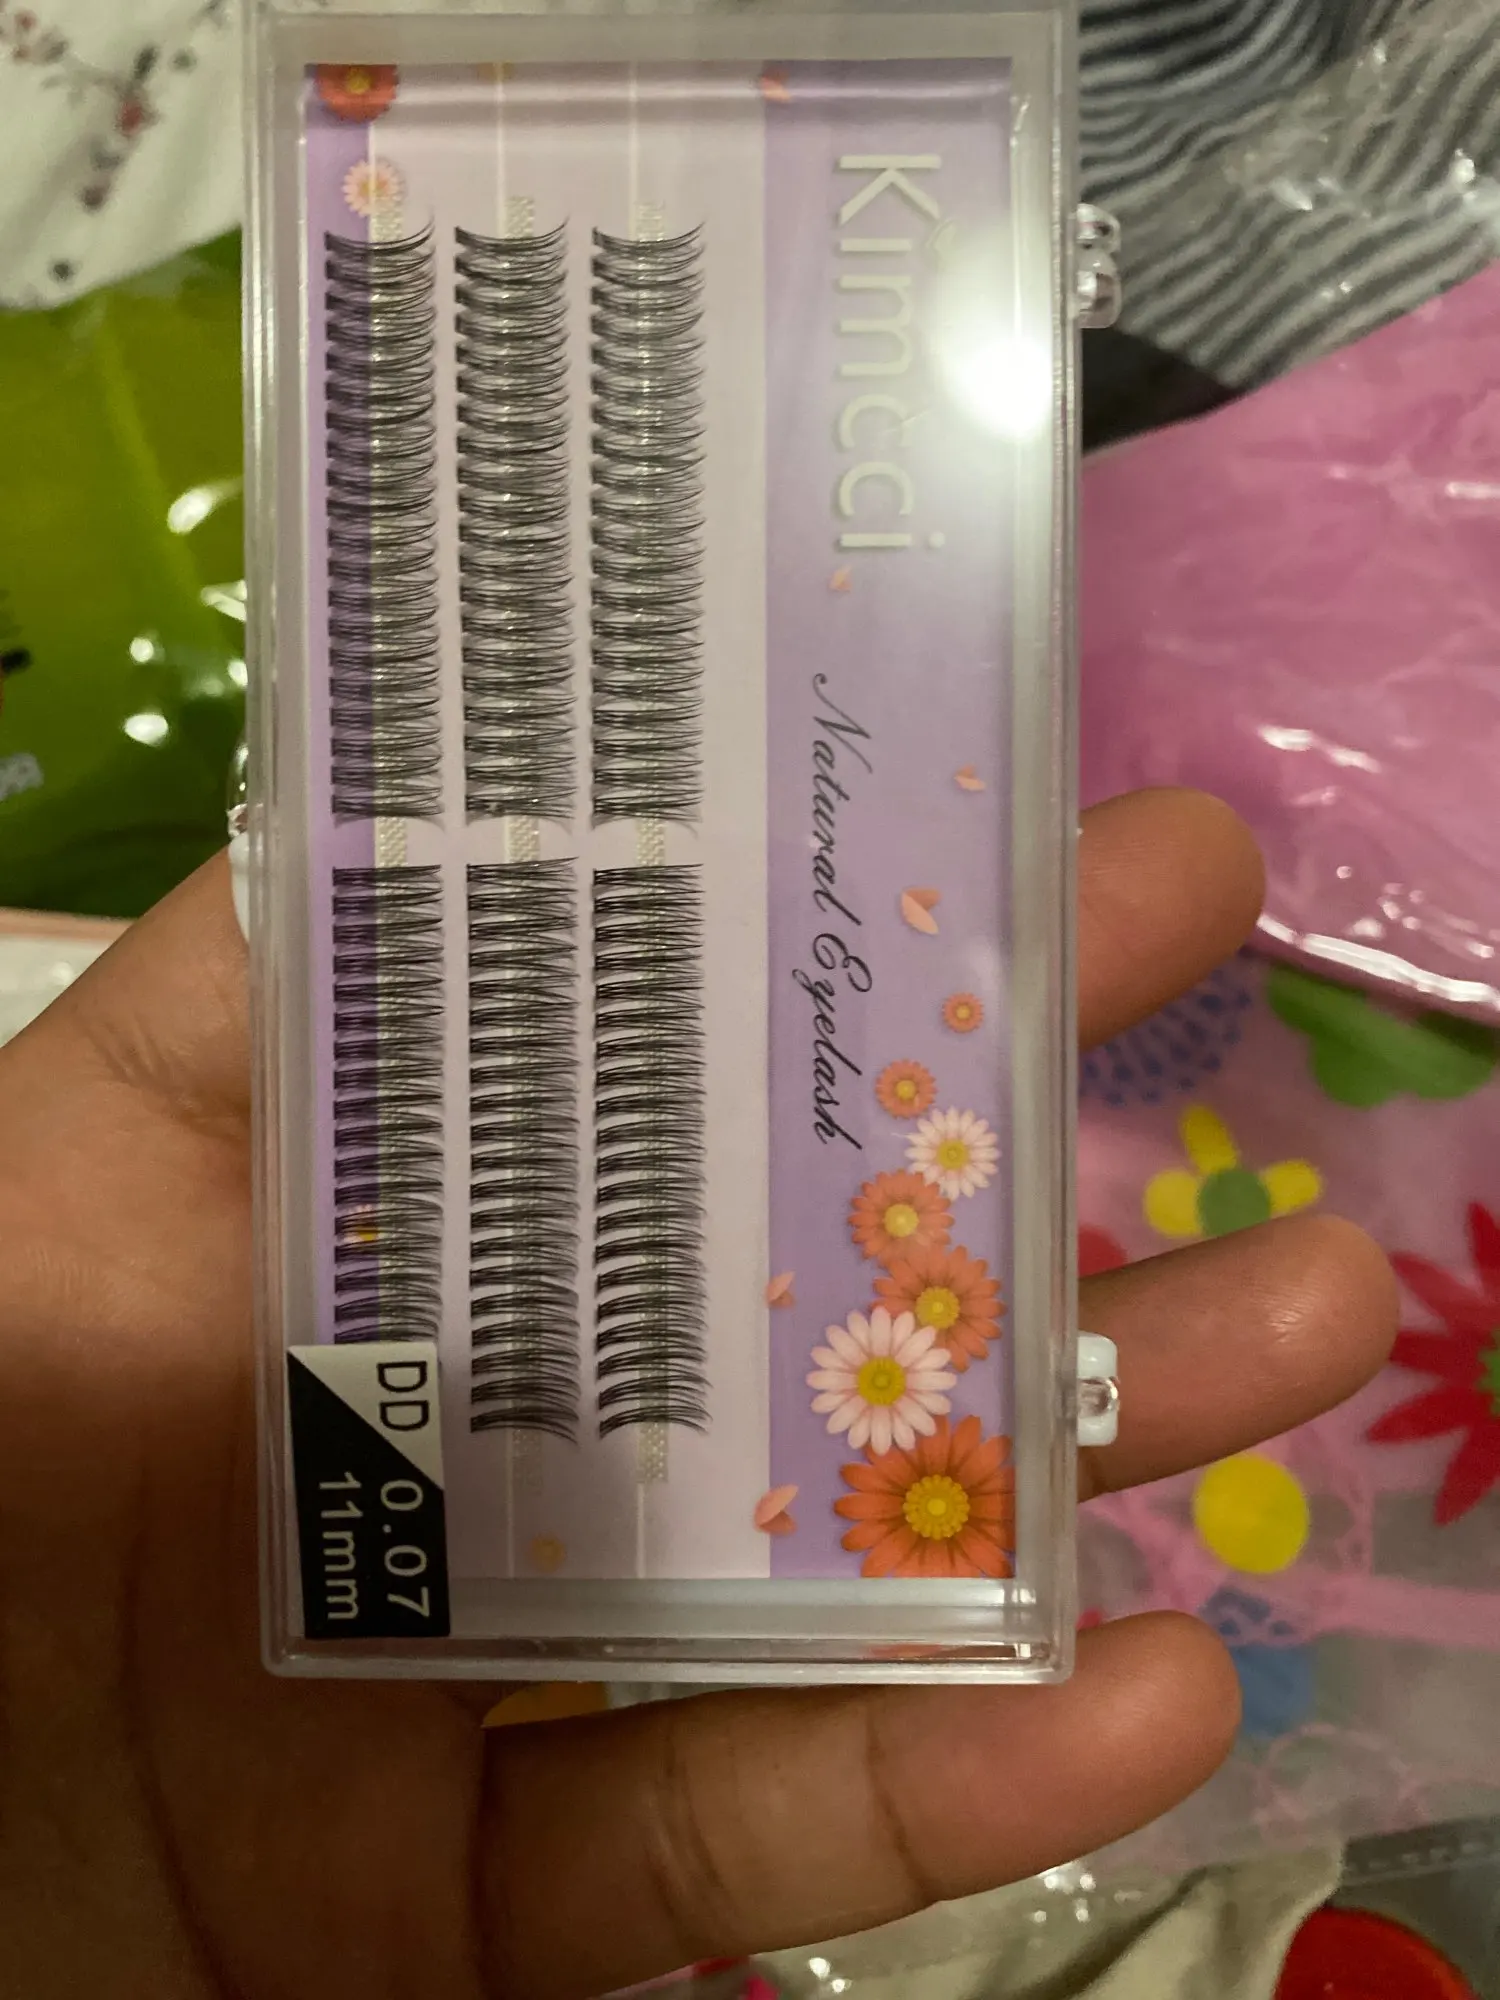 Kimcci
Natural Eyelash
DD 0.07
11mm